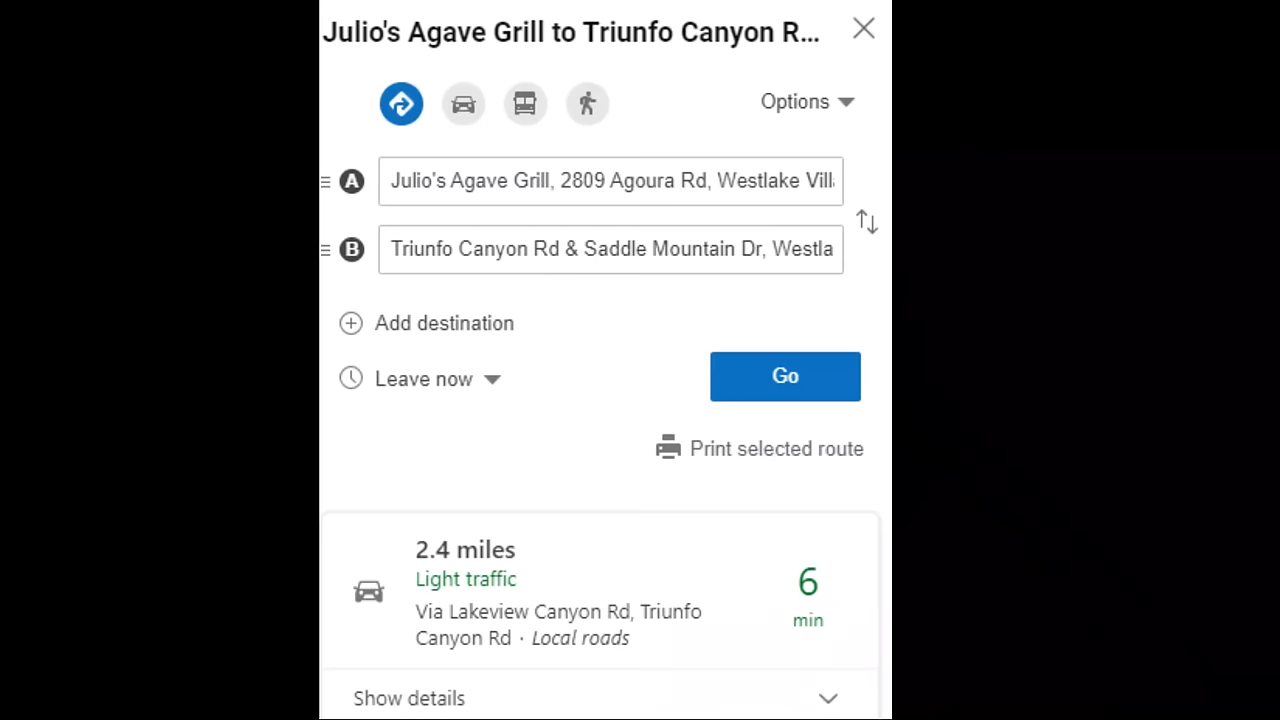 Julio's Agave Grill to Triunfo Canyon R...
Options
A
Julio's Agave Grill, 2809 Agoura Rd, Westlake Vill
B
Triunfo Canyon Rd & Saddle Mountain Dr, Westla
Add destination
Leave now
Go
Print selected route
2.4 miles
Light traffic
6
min
Via Lakeview Canyon Rd, Triunfo
Canyon Rd · Local roads
Show details